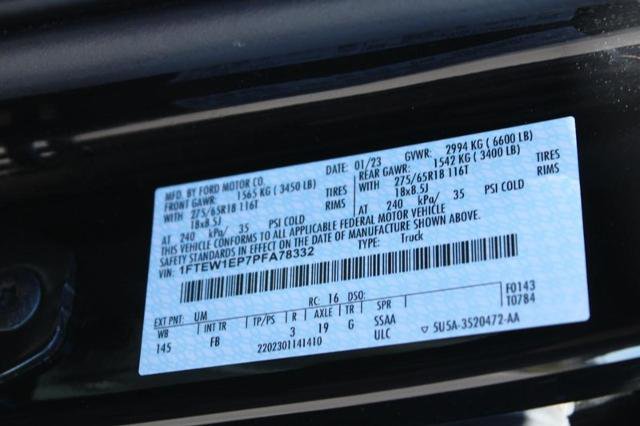 MFD. BY FORD MOTOR CO. DATE: 01/23 GVWR: 2994 KG ( 6600 LB)
FRONT GAWR: 1565 KG ( 3450 LB) REAR GAWR: 1542 KG ( 3400 LB)
WITH 275/65R18 116T TIRES WITH 275/65R18 116T TIRES
18x8.5J RIMS 18x8.5J RIMS
AT 240 kPa/ 35 PSI COLD AT 240 kPa/ 35 PSI COLD
THIS VEHICLE CONFORMS TO ALL APPLICABLE FEDERAL MOTOR VEHICLE
SAFETY STANDARDS IN EFFECT ON THE DATE OF MANUFACTURE SHOWN ABOVE.
1FTEW1EP7PFA78332 TYPE: Truck
F0143
T0784
EXT PNT: UM RC: 16 DSO:
WB INT TR TP/PS R AXLE TR SPR
145 FB 3 19 G SSAA
2202301141410 ULC 5U5A-3520472-AA